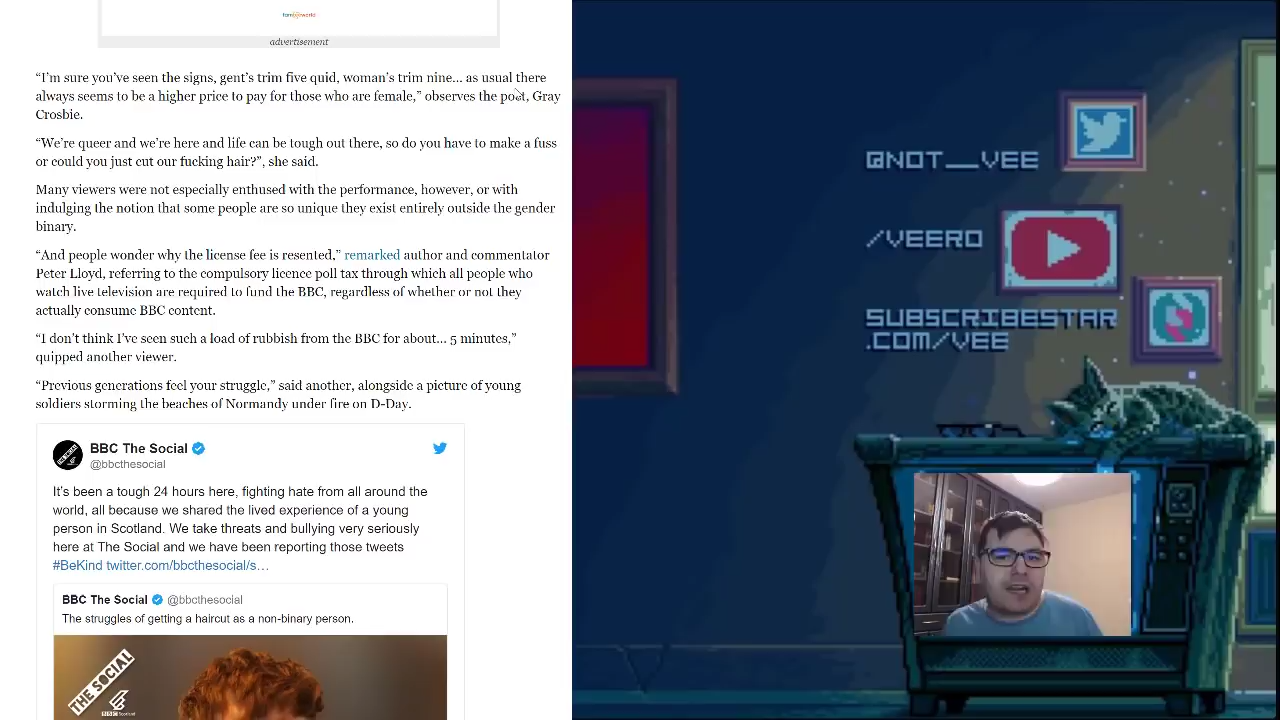 fam world
advertisement
“I’m sure you’ve seen the signs, gent’s trim five quid, woman’s trim nine… as usual there
always seems to be a higher price to pay for those who are female,” observes the poet, Gray
Crosbie.
“We’re queer and we’re here and life can be tough out there, so do you have to make a fuss
or could you just cut our fucking hair?”, she said.
Many viewers were not especially enthused with the performance, however, or with
indulging the notion that some people are so unique they exist entirely outside the gender
binary.
“And people wonder why the license fee is resented,” remarked author and commentator
Peter Lloyd, referring to the compulsory licence poll tax through which all people who
watch live television are required to fund the BBC, regardless of whether or not they
actually consume BBC content.
“I don’t think I’ve seen such a load of rubbish from the BBC for about… 5 minutes,”
quipped another viewer.
“Previous generations feel your struggle,” said another, alongside a picture of young
soldiers storming the beaches of Normandy under fire on D-Day.
BBC The Social
@bbcthesocial
It's been a tough 24 hours here, fighting hate from all around the
world, all because we shared the lived experience of a young
person in Scotland. We take threats and bullying very seriously
here at The Social and we have been reporting those tweets
#BeKind twitter.com/bbcthesocial/s…
BBC The Social @bbcthesocial
The struggles of getting a haircut as a non-binary person.
THE SOCIAL
BBC Scotland
@NOT__VEE
/VEERO
SUBSCRIBESTAR
.COM/VEE